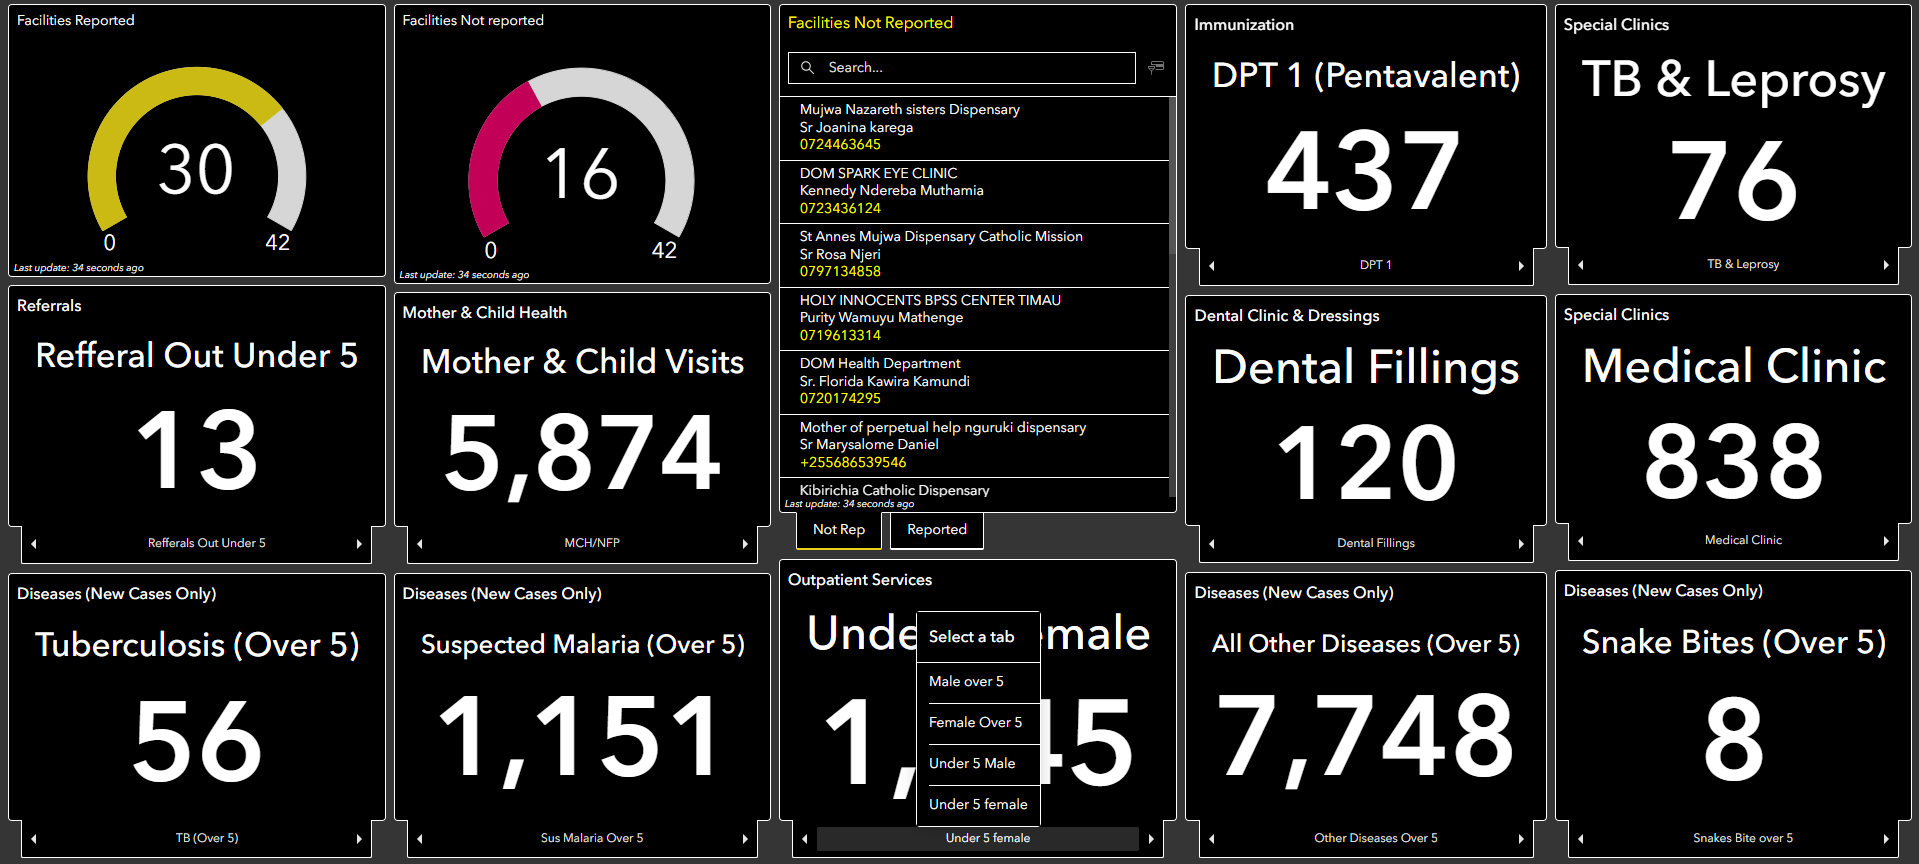 Facilities Reported
30
0
42
Last update: 34 seconds ago
Facilities Not reported
16
0
42
Last update: 34 seconds ago
Facilities Not Reported
Search...
Mujwa Nazareth sisters Dispensary
Sr Joanina karega
0724463645
DOM SPARK EYE CLINIC
Kennedy Ndereba Muthamia
0723436124
St Annes Mujwa Dispensary Catholic Mission
Sr Rosa Njeri
0797134858
HOLY INNOCENTS BPSS CENTER TIMAU
Purity Wamuyu Mathenge
0719613314
DOM Health Department
Sr. Florida Kawira Kamundi
0720174295
Mother of perpetual help nguruki dispensary
Sr Marysalome Daniel
+255686539546
Kibirichia Catholic Dispensary
Last update: 34 seconds ago
Not Rep
Reported
Immunization
DPT 1 (Pentavalent)
437
DPT 1
Special Clinics
TB & Leprosy
76
TB & Leprosy
Referrals
Refferal Out Under 5
13
Refferals Out Under 5
Mother & Child Health
Mother & Child Visits
5,874
MCH/NFP
Dental Clinic & Dressings
Dental Fillings
120
Dental Fillings
Special Clinics
Medical Clinic
838
Medical Clinic
Diseases (New Cases Only)
Tuberculosis (Over 5)
56
TB (Over 5)
Diseases (New Cases Only)
Suspected Malaria (Over 5)
1,151
Sus Malaria Over 5
Outpatient Services
Select a tab
Male over 5
Female Over 5
Under 5 Male
Under 5 female
Under 5 female
Diseases (New Cases Only)
All Other Diseases (Over 5)
7,748
Other Diseases Over 5
Diseases (New Cases Only)
Snake Bites (Over 5)
8
Snakes Bite over 5